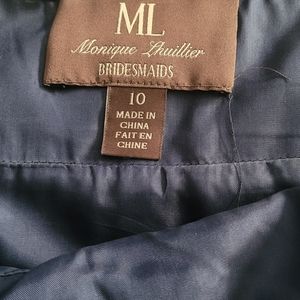 ML
Monique Lhuillier
BRIDESMAIDS
10
MADE IN
CHINA
FAIT EN
CHINE